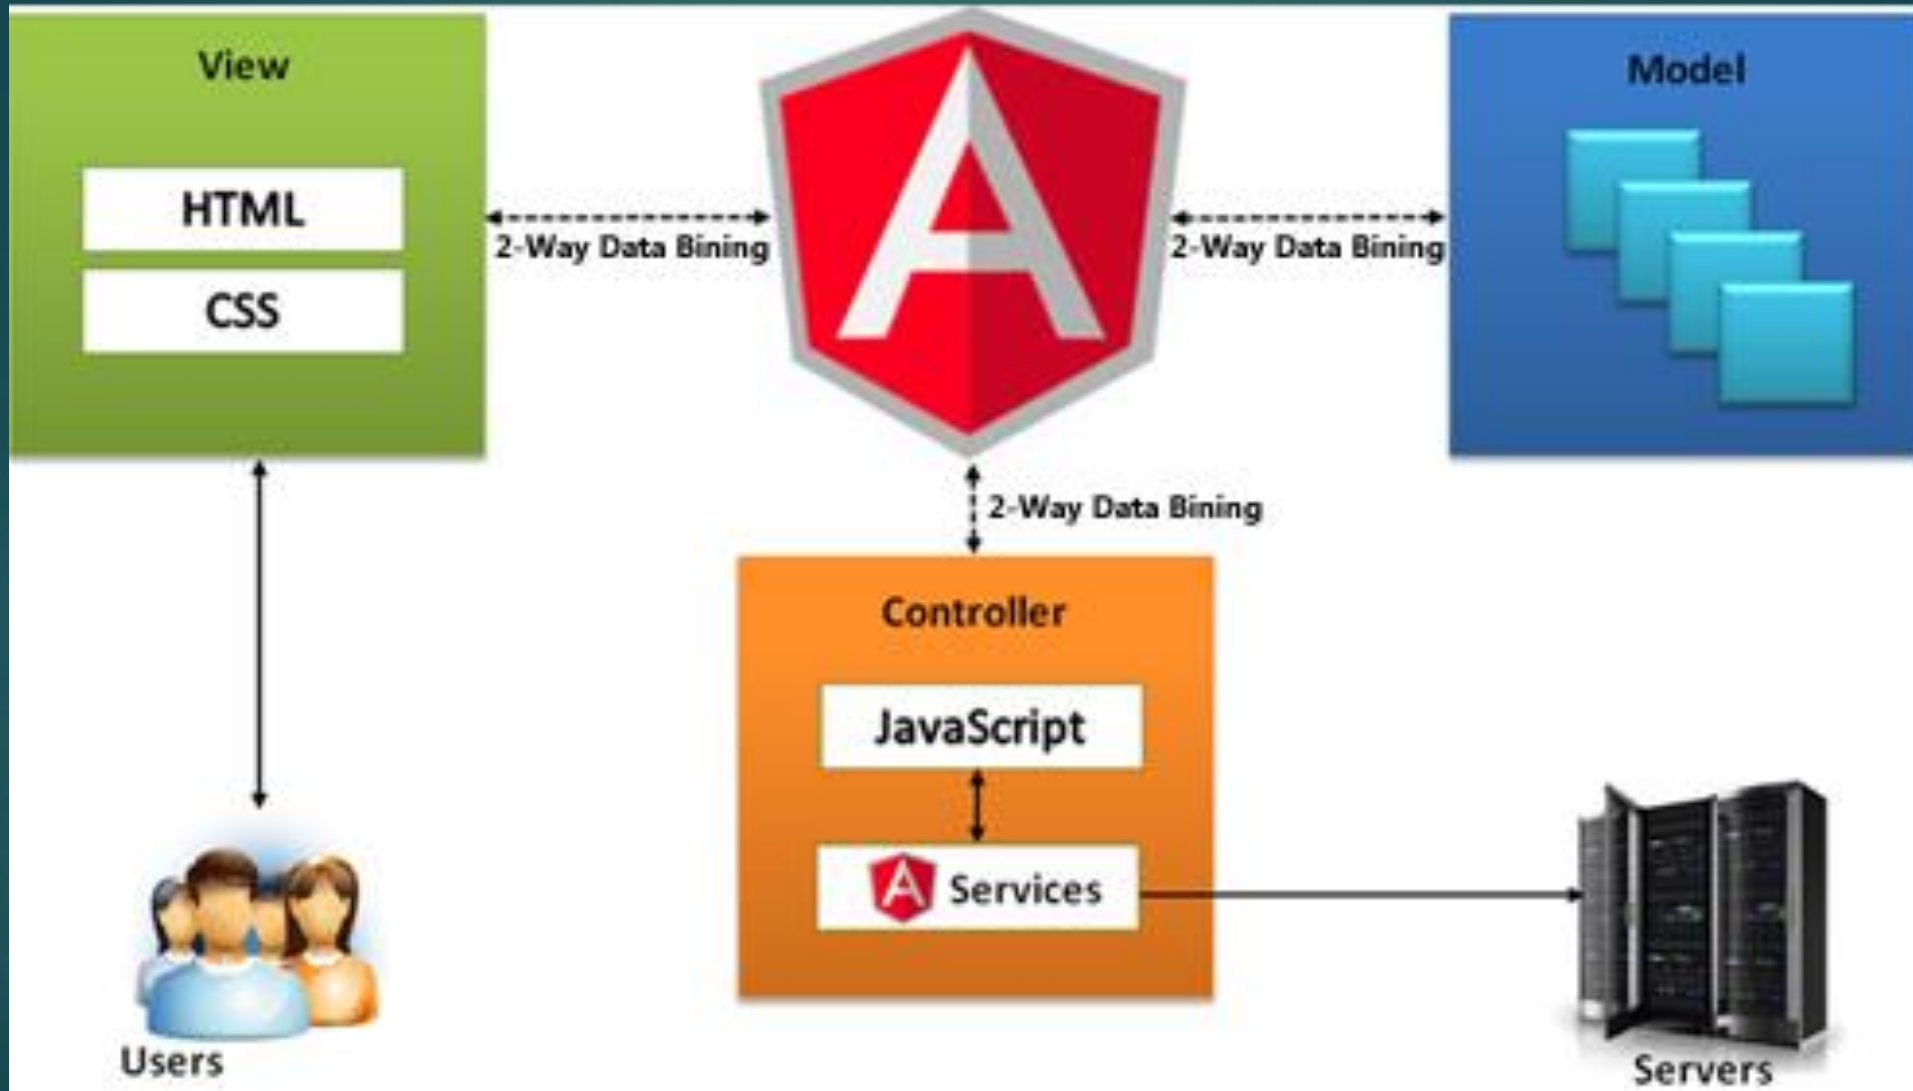 View
Model
HTML
2-Way Data Bining
2-Way Data Bining
CSS
2-Way Data Bining
Controller
JavaScript
A Services
Users
Servers